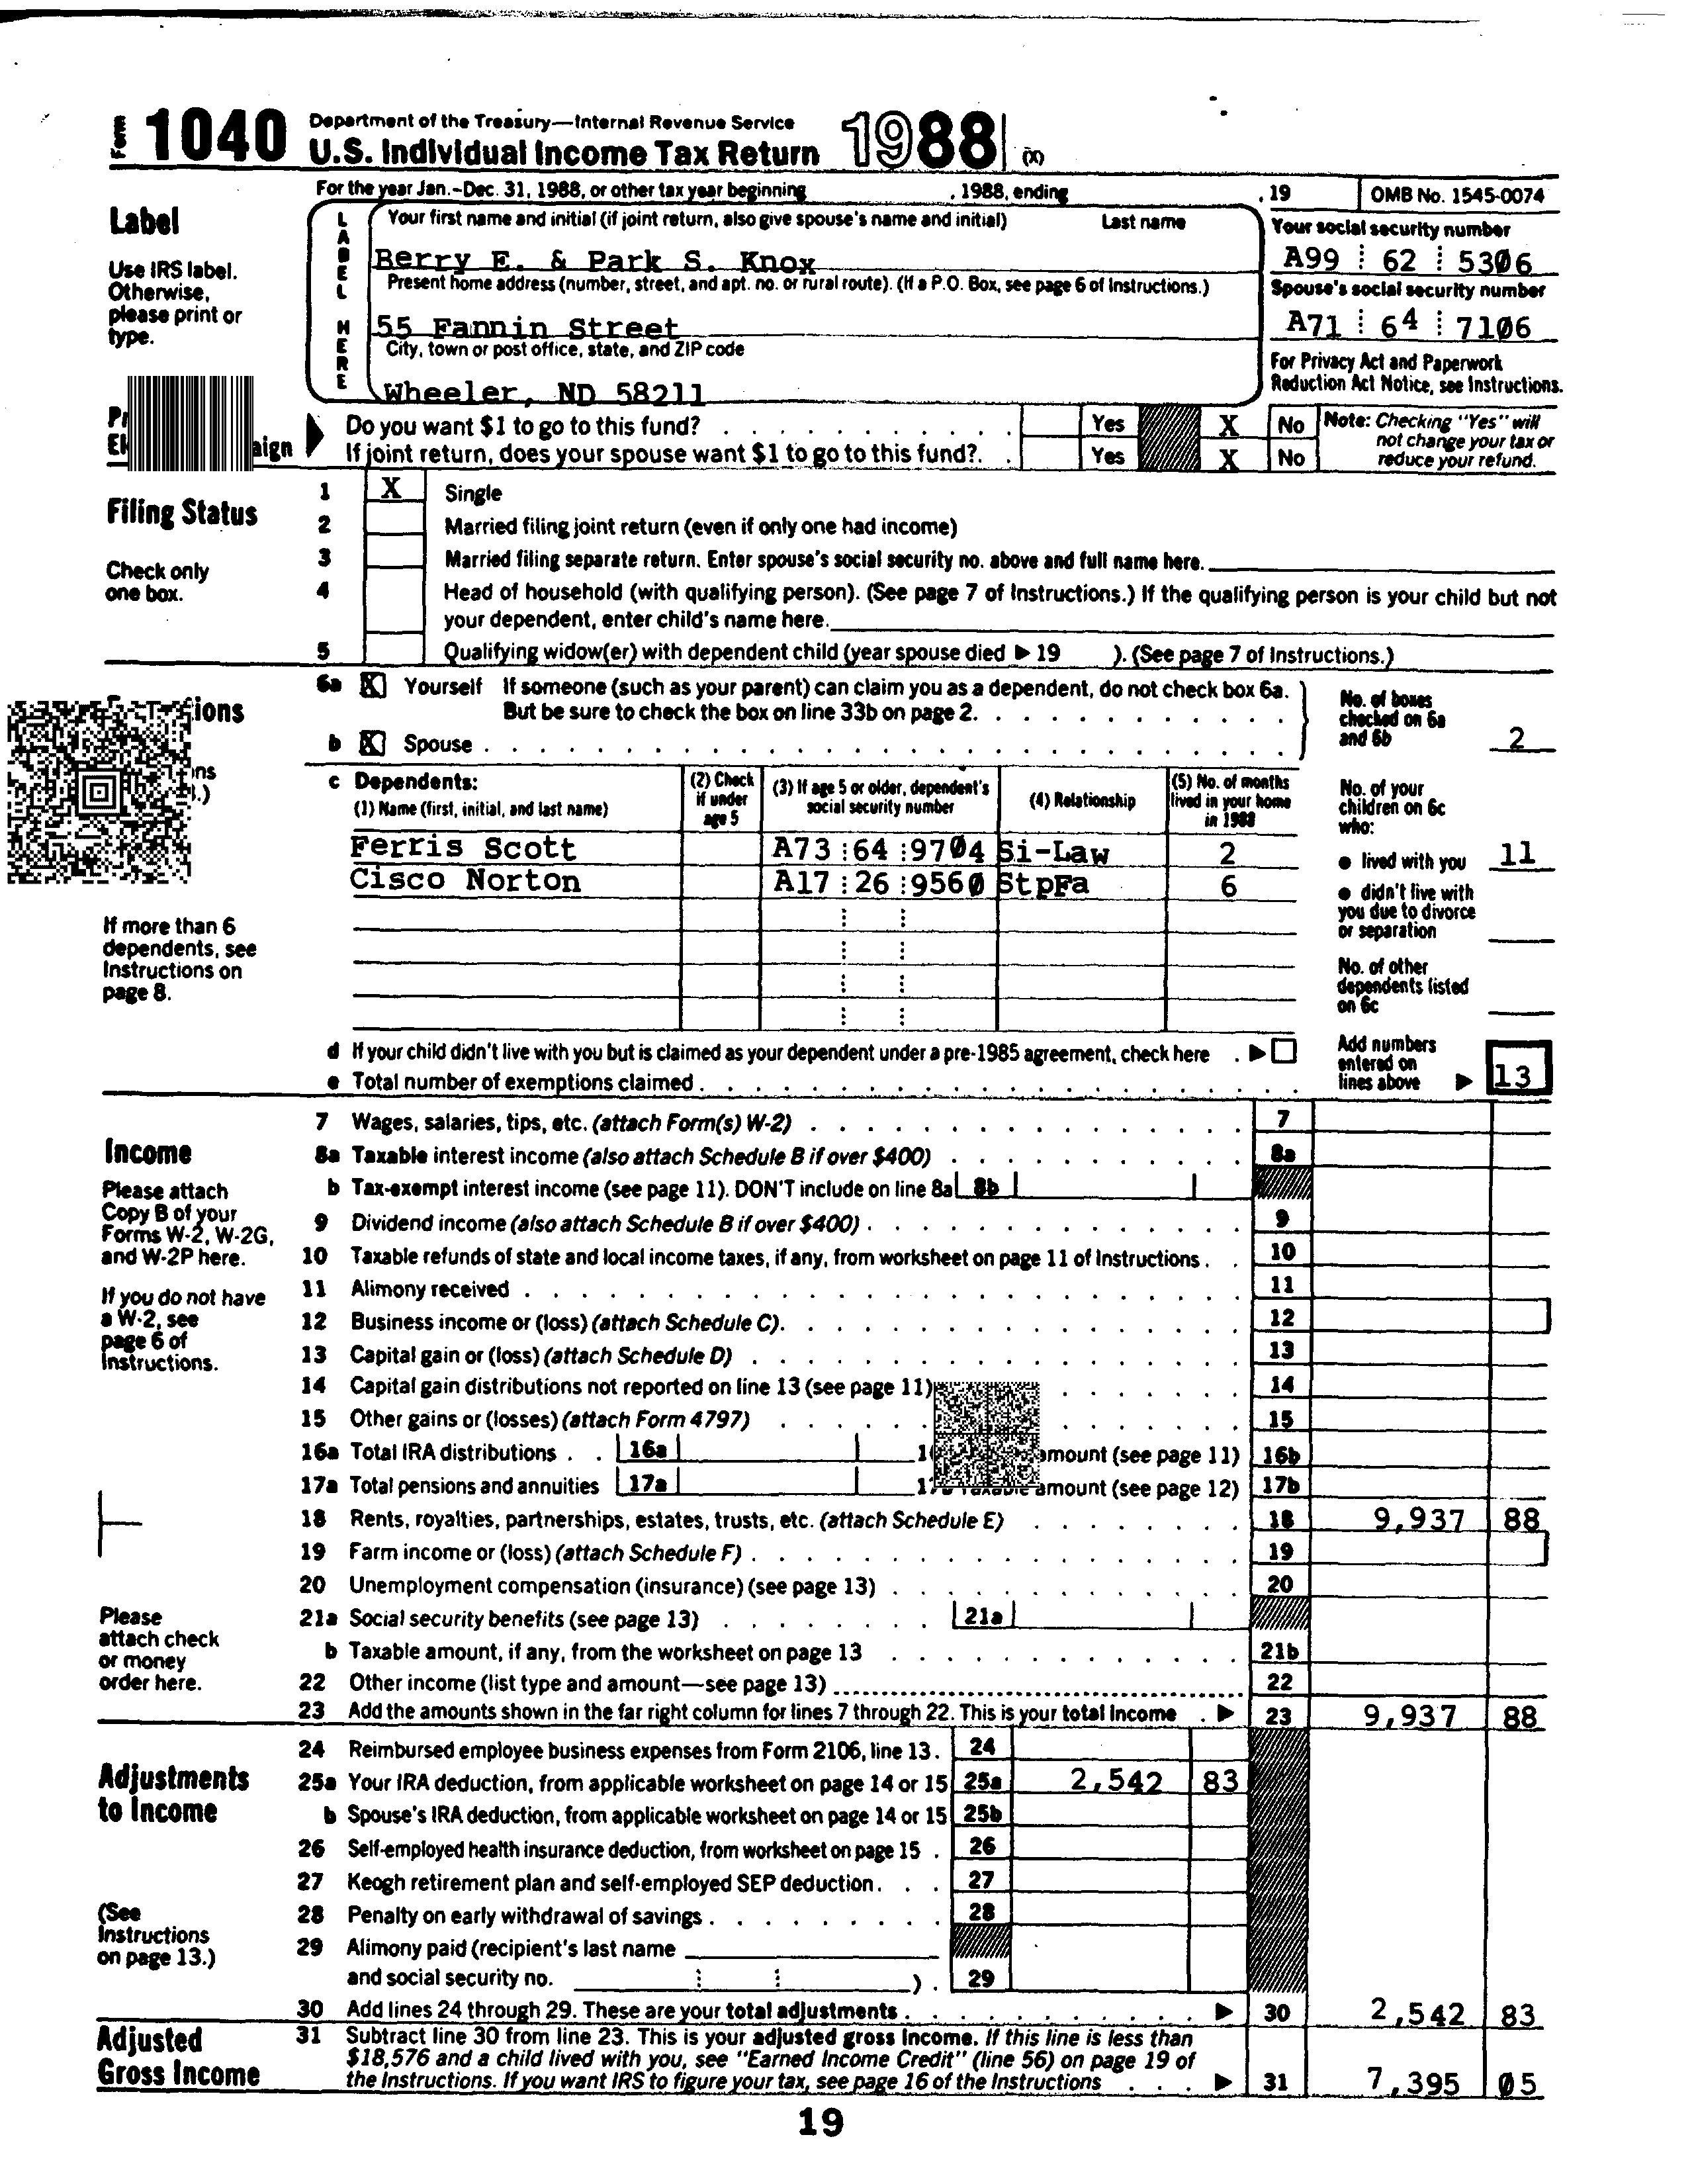 Form 1040 Department of the Treasury—Internal Revenue Service
U.S. Individual Income Tax Return 1988 (X)
For the year Jan.-Dec. 31, 1988, or other tax year beginning , 1988, ending , 19 OMB No. 1545-0074
Label
Use IRS label.
Otherwise,
please print or
type.
LABEL HERE
Your first name and initial (if joint return, also give spouse's name and initial) Last name
Berry E. & Park S. Knox
Present home address (number, street, and apt. no. or rural route). (If a P.O. Box, see page 6 of Instructions.)
55 Fannin Street
City, town or post office, state, and ZIP code
Wheeler, ND 58211
Your social security number
A99 62 5306
Spouse's social security number
A71 64 7106
For Privacy Act and Paperwork
Reduction Act Notice, see Instructions.
aign
Do you want $1 to go to this fund? Yes X No
If joint return, does your spouse want $1 to go to this fund?. Yes X No
Note: Checking "Yes" will
not change your tax or
reduce your refund.
Filing Status
Check only
one box.
1 X Single
2 Married filing joint return (even if only one had income)
3 Married filing separate return. Enter spouse's social security no. above and full name here.
4 Head of household (with qualifying person). (See page 7 of Instructions.) If the qualifying person is your child but not
your dependent, enter child's name here.
5 Qualifying widow(er) with dependent child (year spouse died ▶ 19 ). (See page 7 of Instructions.)
ions
6a X Yourself If someone (such as your parent) can claim you as a dependent, do not check box 6a.
But be sure to check the box on line 33b on page 2.
b X Spouse
No. of boxes
checked on 6a
and 6b 2
c Dependents:
(1) Name (first, initial, and last name)
(2) Check
if under
age 5
(3) If age 5 or older, dependent's
social security number
(4) Relationship
(5) No. of months
lived in your home
in 1988
Ferris Scott A73 64 9704 Si-Law 2
Cisco Norton A17 26 9560 StpFa 6
If more than 6
dependents, see
Instructions on
page 8.
No. of your
children on 6c
who:
● lived with you 11
● didn't live with
you due to divorce
or separation
No. of other
dependents listed
on 6c
d If your child didn't live with you but is claimed as your dependent under a pre-1985 agreement, check here ▶
e Total number of exemptions claimed
Add numbers
entered on
lines above ▶ 13
Income
Please attach
Copy B of your
Forms W-2, W-2G,
and W-2P here.
If you do not have
a W-2, see
page 6 of
Instructions.
7 Wages, salaries, tips, etc. (attach Form(s) W-2) 7
8a Taxable interest income (also attach Schedule B if over $400) 8a
b Tax-exempt interest income (see page 11). DON'T include on line 8a 8b
9 Dividend income (also attach Schedule B if over $400) 9
10 Taxable refunds of state and local income taxes, if any, from worksheet on page 11 of Instructions 10
11 Alimony received 11
12 Business income or (loss) (attach Schedule C). 12
13 Capital gain or (loss) (attach Schedule D) 13
14 Capital gain distributions not reported on line 13 (see page 11) 14
15 Other gains or (losses) (attach Form 4797) 15
16a Total IRA distributions 16a amount (see page 11) 16b
17a Total pensions and annuities 17a amount (see page 12) 17b
18 Rents, royalties, partnerships, estates, trusts, etc. (attach Schedule E) 18 9,937 88
19 Farm income or (loss) (attach Schedule F) 19
20 Unemployment compensation (insurance) (see page 13) 20
Please
attach check
or money
order here.
21a Social security benefits (see page 13) 21a
b Taxable amount, if any, from the worksheet on page 13 21b
22 Other income (list type and amount—see page 13) 22
23 Add the amounts shown in the far right column for lines 7 through 22. This is your total income ▶ 23 9,937 88
Adjustments
to Income
(See
Instructions
on page 13.)
24 Reimbursed employee business expenses from Form 2106, line 13. 24
25a Your IRA deduction, from applicable worksheet on page 14 or 15 25a 2,542 83
b Spouse's IRA deduction, from applicable worksheet on page 14 or 15 25b
26 Self-employed health insurance deduction, from worksheet on page 15 26
27 Keogh retirement plan and self-employed SEP deduction. 27
28 Penalty on early withdrawal of savings 28
29 Alimony paid (recipient's last name
and social security no. ) . 29
30 Add lines 24 through 29. These are your total adjustments ▶ 30 2,542 83
Adjusted
Gross Income
31 Subtract line 30 from line 23. This is your adjusted gross income. If this line is less than
$18,576 and a child lived with you, see "Earned Income Credit" (line 56) on page 19 of
the Instructions. If you want IRS to figure your tax, see page 16 of the Instructions ▶ 31 7,395 05
19